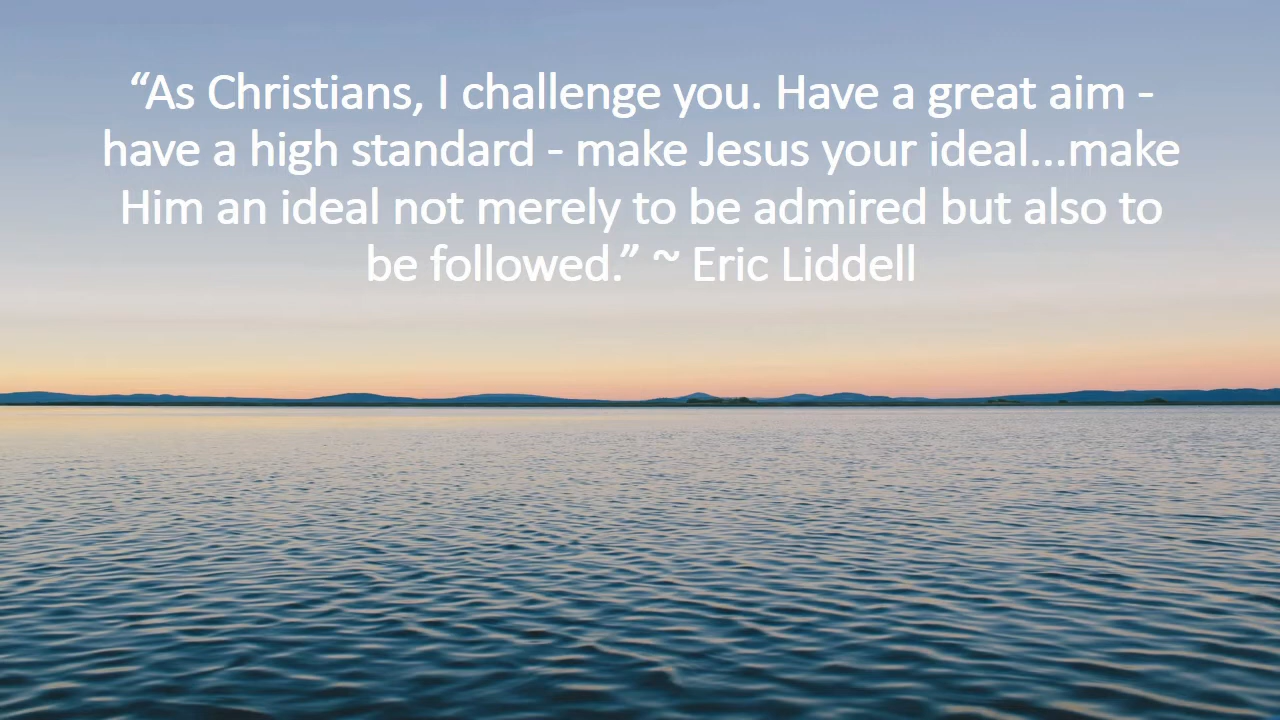 “As Christians, I challenge you. Have a great aim -
have a high standard - make Jesus your ideal...make
Him an ideal not merely to be admired but also to
be followed.” ~ Eric Liddell